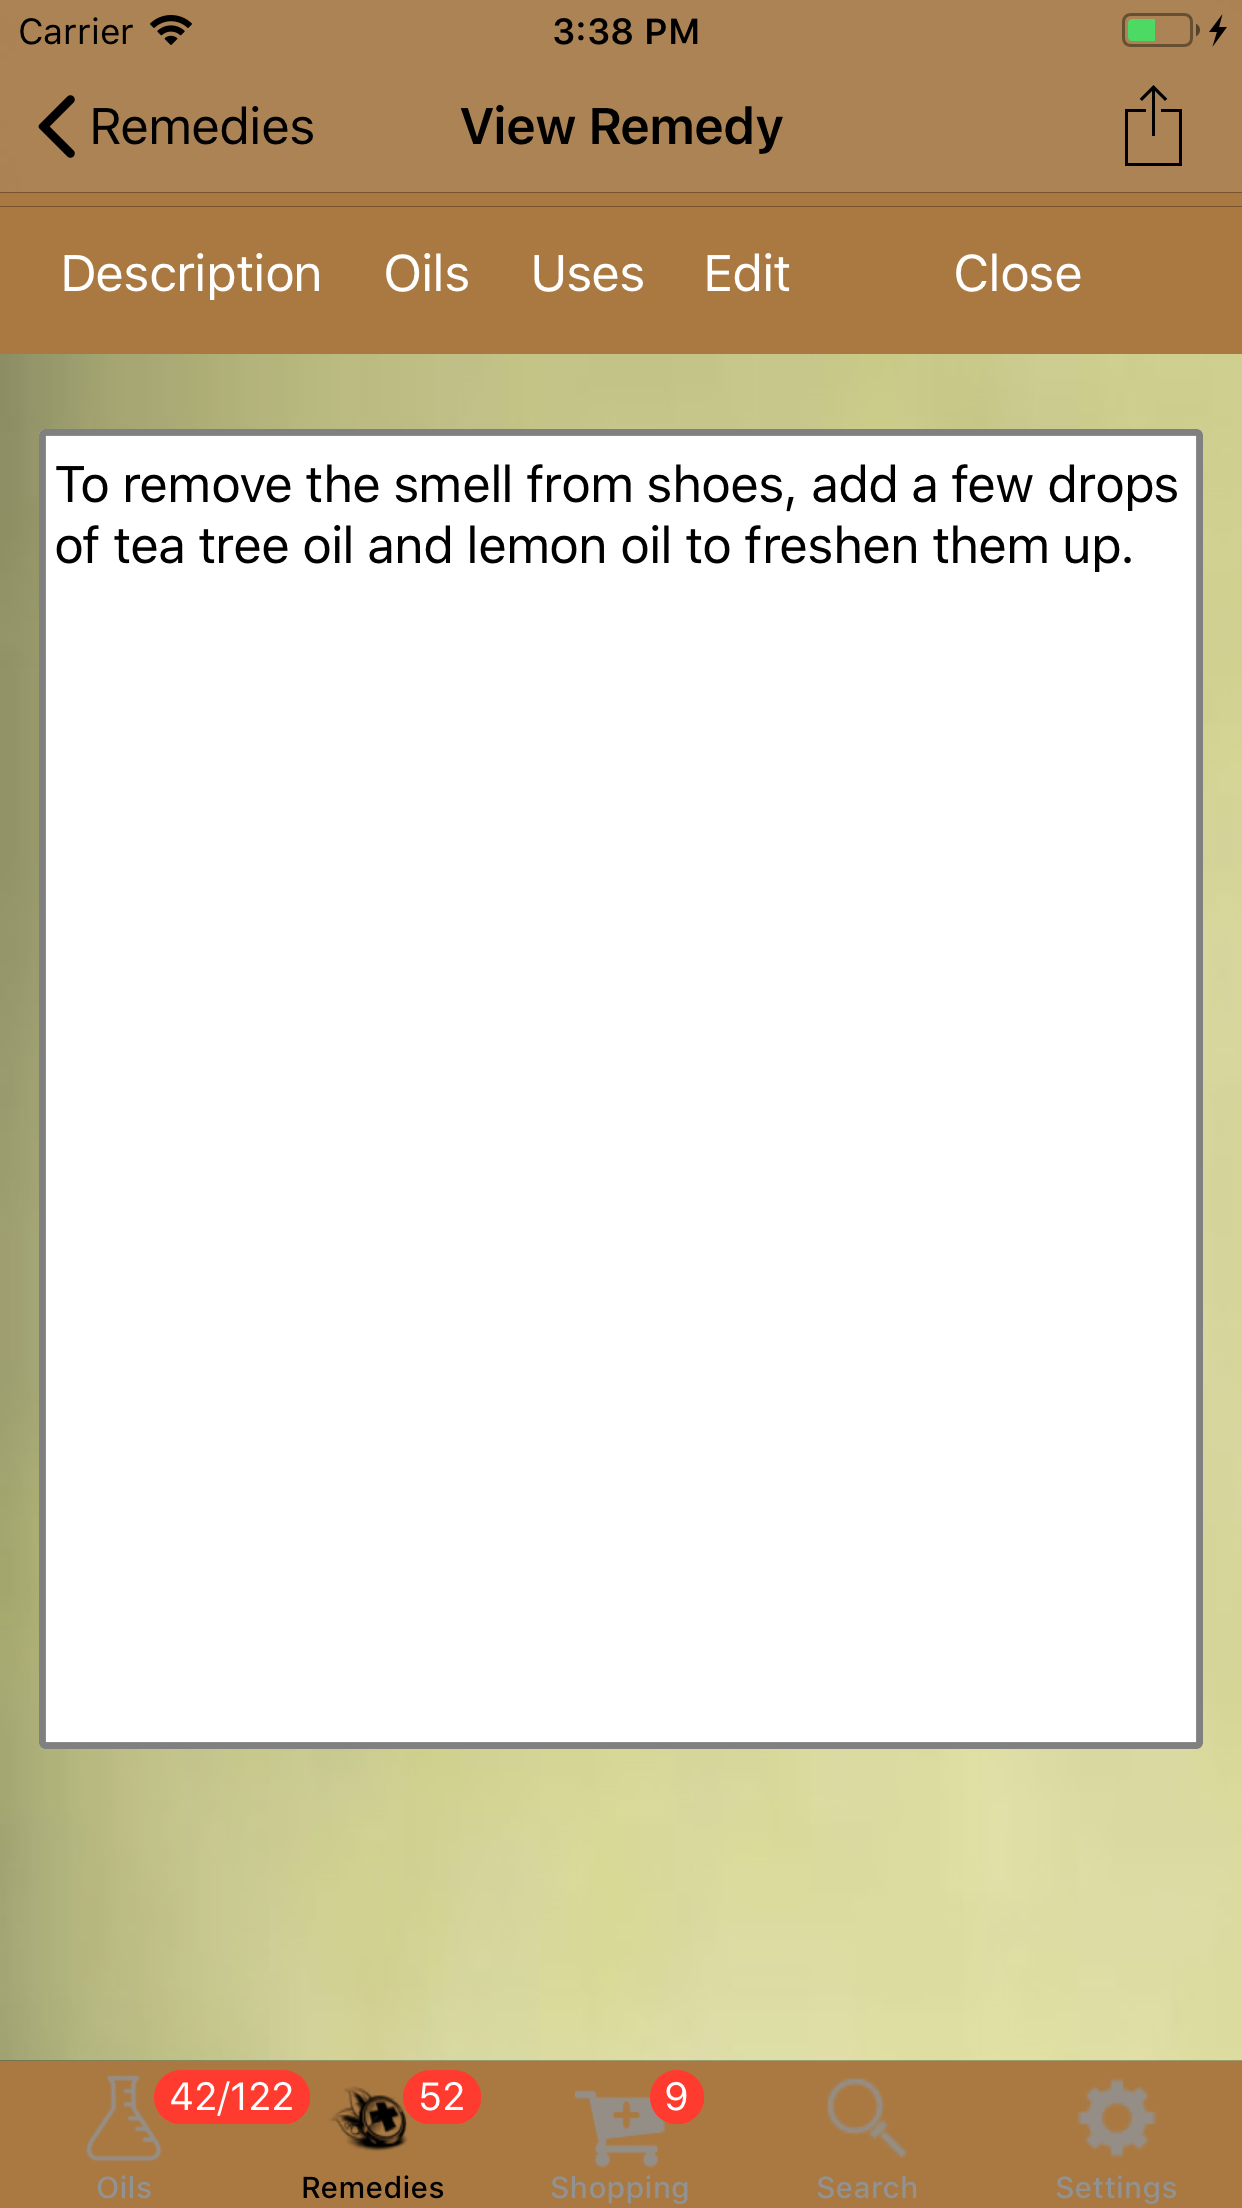 Carrier 3:38 PM
Remedies View Remedy
Description Oils Uses Edit Close
To remove the smell from shoes, add a few drops
of tea tree oil and lemon oil to freshen them up.
42/122 52 9
Oils Remedies Shopping Search Settings